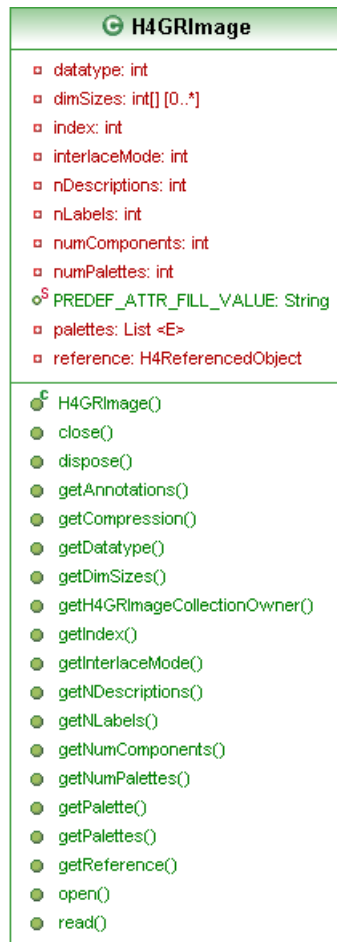 H4GRImage
datatype: int
dimSizes: int[] [0..*]
index: int
interlaceMode: int
nDescriptions: int
nLabels: int
numComponents: int
numPalettes: int
PREDEF_ATTR_FILL_VALUE: String
palettes: List <E>
reference: H4ReferencedObject
H4GRImage()
close()
dispose()
getAnnotations()
getCompression()
getDatatype()
getDimSizes()
getH4GRImageCollectionOwner()
getIndex()
getInterlaceMode()
getNDescriptions()
getNLabels()
getNumComponents()
getNumPalettes()
getPalette()
getPalettes()
getReference()
open()
read()